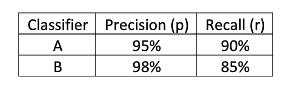 Classifier Precision (p) Recall (r)
A 95% 90%
B 98% 85%